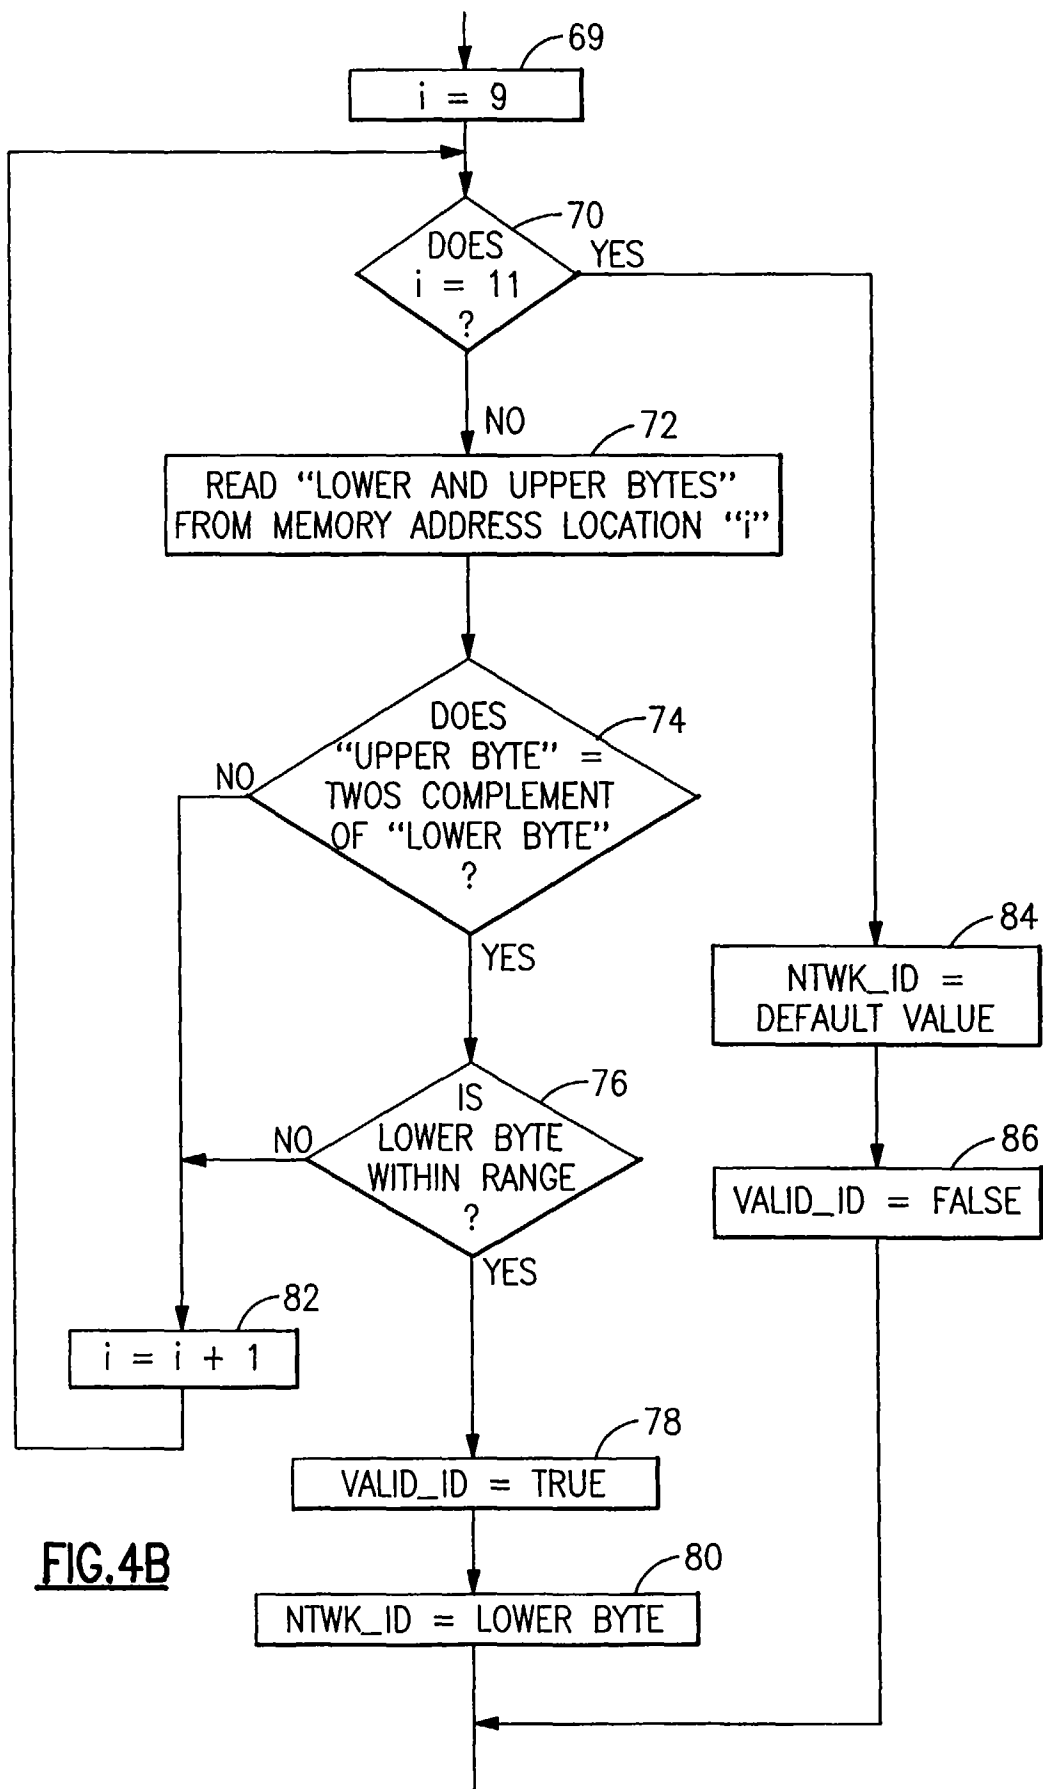 69
i = 9
70
DOES
i = 11
?
YES
NO
72
READ “LOWER AND UPPER BYTES”
FROM MEMORY ADDRESS LOCATION “i”
74
DOES
“UPPER BYTE” =
TWOS COMPLEMENT
OF “LOWER BYTE”
?
NO
YES
84
NTWK_ID =
DEFAULT VALUE
76
IS
LOWER BYTE
WITHIN RANGE
?
NO
YES
86
VALID_ID = FALSE
82
i = i + 1
78
VALID_ID = TRUE
80
NTWK_ID = LOWER BYTE
FIG.4B